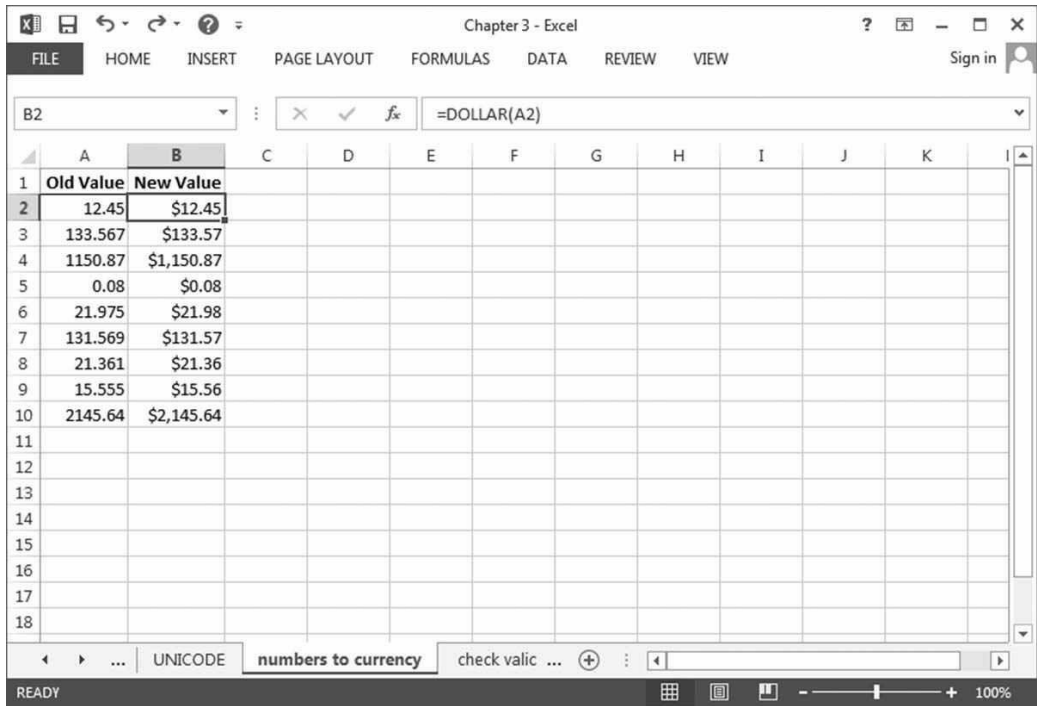 Chapter 3 - Excel
FILE HOME INSERT PAGE LAYOUT FORMULAS DATA REVIEW VIEW Sign in
B2 fx =DOLLAR(A2)
A B C D E F G H I J K
1 Old Value New Value
2 12.45 $12.45
3 133.567 $133.57
4 1150.87 $1,150.87
5 0.08 $0.08
6 21.975 $21.98
7 131.569 $131.57
8 21.361 $21.36
9 15.555 $15.56
10 2145.64 $2,145.64
11
12
13
14
15
16
17
18
... UNICODE numbers to currency check valic ...
READY 100%